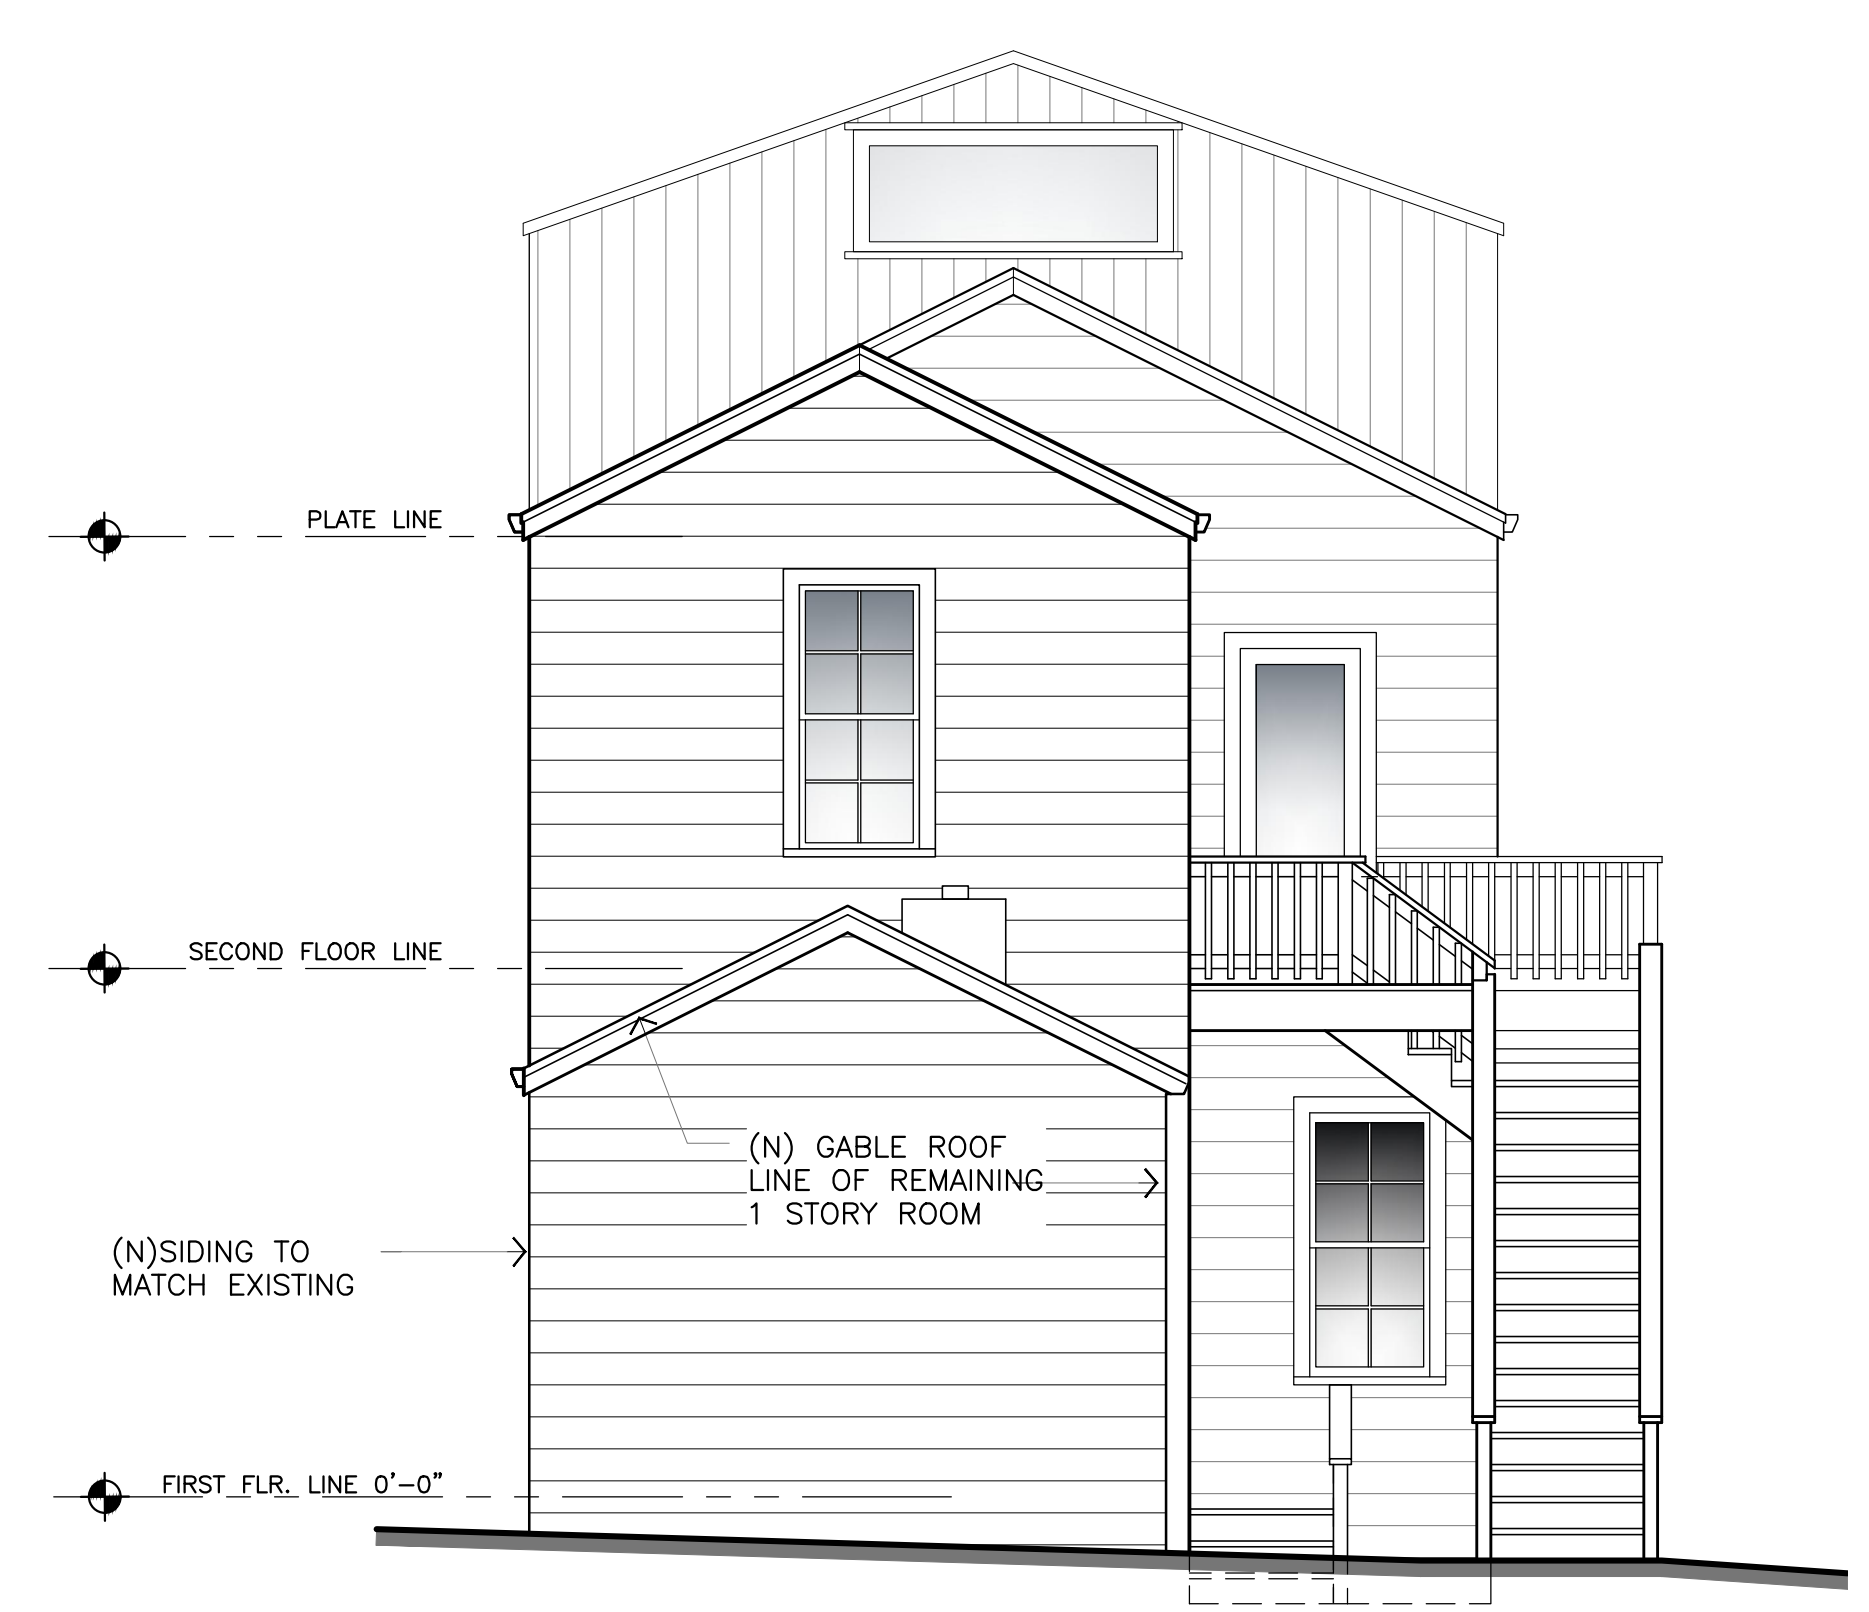 PLATE LINE
SECOND FLOOR LINE
(N) GABLE ROOF
LINE OF REMAINING
1 STORY ROOM
(N)SIDING TO
MATCH EXISTING
FIRST FLR. LINE 0'-0"